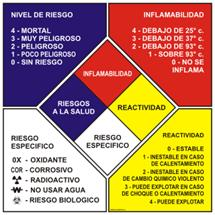 NIVEL DE RIESGO
4 - MORTAL
3 - MUY PELIGROSO
2 - PELIGROSO
1 - POCO PELIGROSO
0 - SIN RIESGO
INFLAMABILIDAD
4 - DEBAJO DE 25° c.
3 - DEBAJO DE 37° c.
2 - DEBAJO DE 93° c.
1 - SOBRE 93° c.
0 - NO SE
INFLAMA
INFLAMABILIDAD
RIESGOS
A LA SALUD
REACTIVIDAD
RIESGO
ESPECIFICO
RIESGO
ESPECIFICO
OX - OXIDANTE
COR - CORROSIVO
- RADIOACTIVO
W - NO USAR AGUA
- RIESGO BIOLOGICO
REACTIVIDAD
0 - ESTABLE
1 - INESTABLE EN CASO
DE CALENTAMIENTO
2 - INESTABLE EN CASO
DE CAMBIO QUIMICO VIOLENTO
3 - PUEDE EXPLOTAR EN CASO
DE CHOQUE O CALENTAMIENTO
4 - PUEDE EXPLOTAR